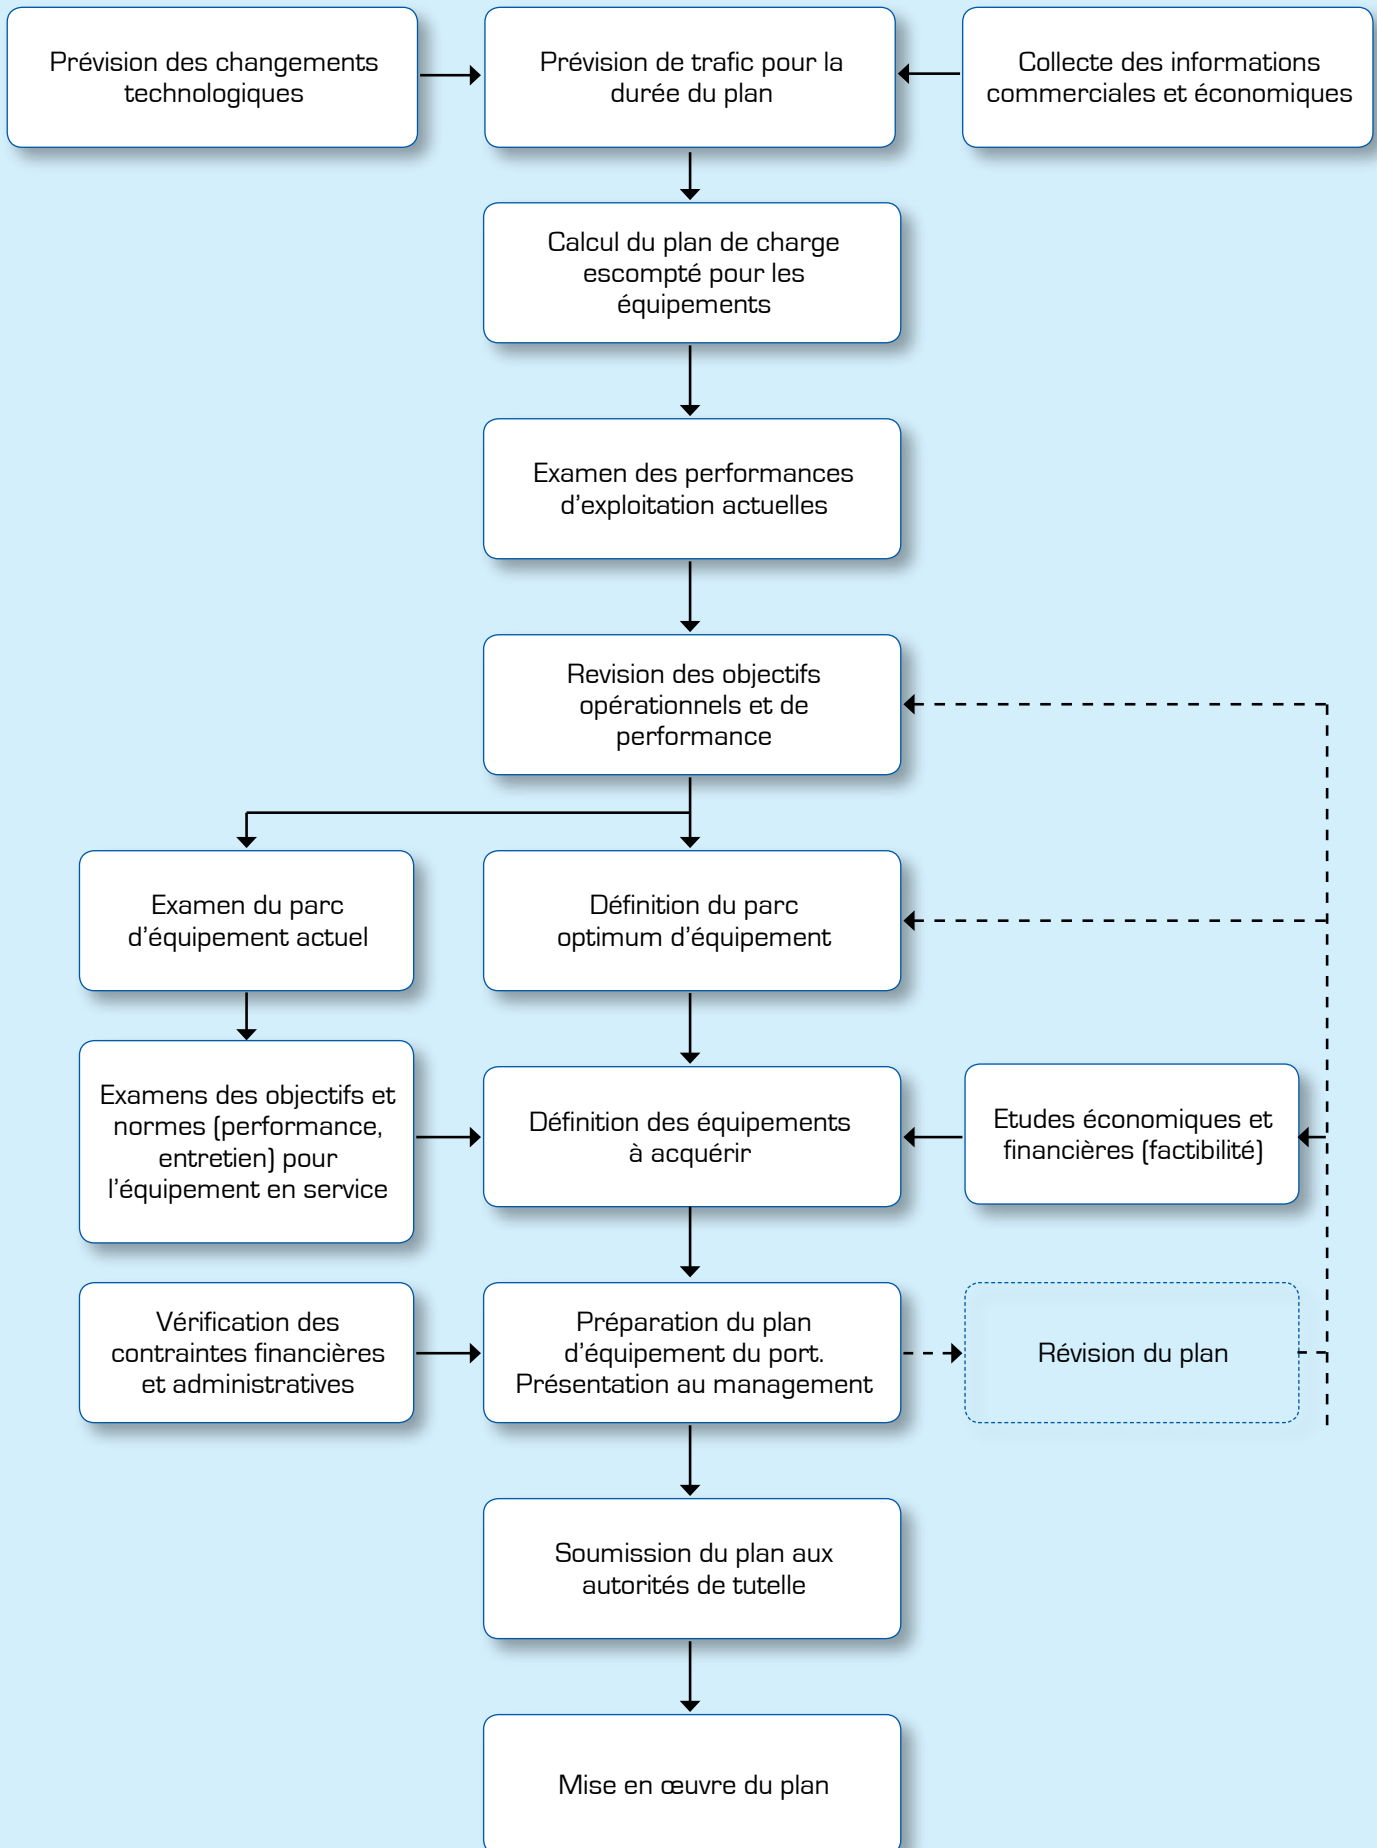 Prévision des changements
technologiques
Prévision de trafic pour la
durée du plan
Collecte des informations
commerciales et économiques
Calcul du plan de charge
escompté pour les
équipements
Examen des performances
d'exploitation actuelles
Revision des objectifs
opérationnels et de
performance
Examen du parc
d'équipement actuel
Définition du parc
optimum d'équipement
Examens des objectifs et
normes (performance,
entretien) pour
l'équipement en service
Définition des équipements
à acquérir
Etudes économiques et
financières (factibilité)
Vérification des
contraintes financières
et administratives
Préparation du plan
d'équipement du port.
Présentation au management
Révision du plan
Soumission du plan aux
autorités de tutelle
Mise en œuvre du plan